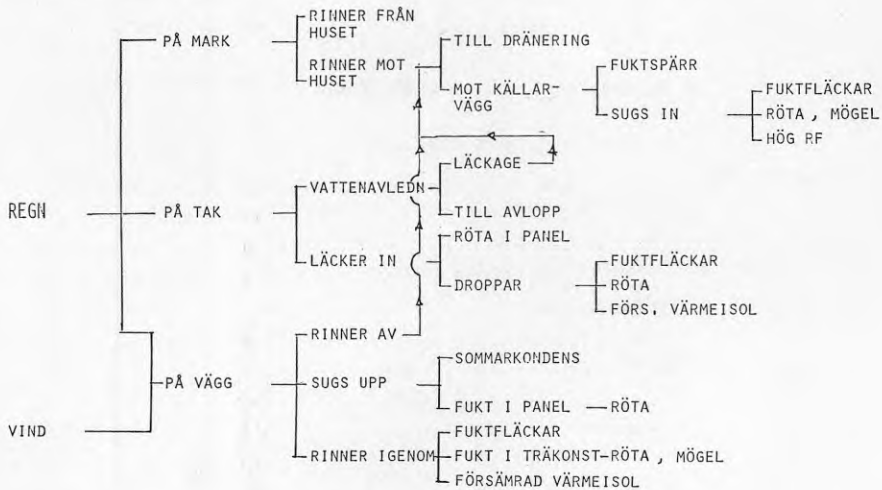 PÅ MARK
RINNER FRÅN
HUSET
RINNER MOT
HUSET
TILL DRÄNERING
MOT KÄLLAR-
VÄGG
FUKTSPÄRR
SUGS IN
FUKTFLÄCKAR
RÖTA , MÖGEL
HÖG RF
REGN
PÅ TAK
VATTENAVLEDN
LÄCKAGE
TILL AVLOPP
LÄCKER IN
RÖTA I PANEL
DROPPAR
FUKTFLÄCKAR
RÖTA
FÖRS. VÄRMEISOL
VIND
PÅ VÄGG
RINNER AV
SUGS UPP
SOMMARKONDENS
FUKT I PANEL — RÖTA
RINNER IGENOM
FUKTFLÄCKAR
FUKT I TRÄKONST—RÖTA , MÖGEL
FÖRSÄMRAD VÄRMEISOL